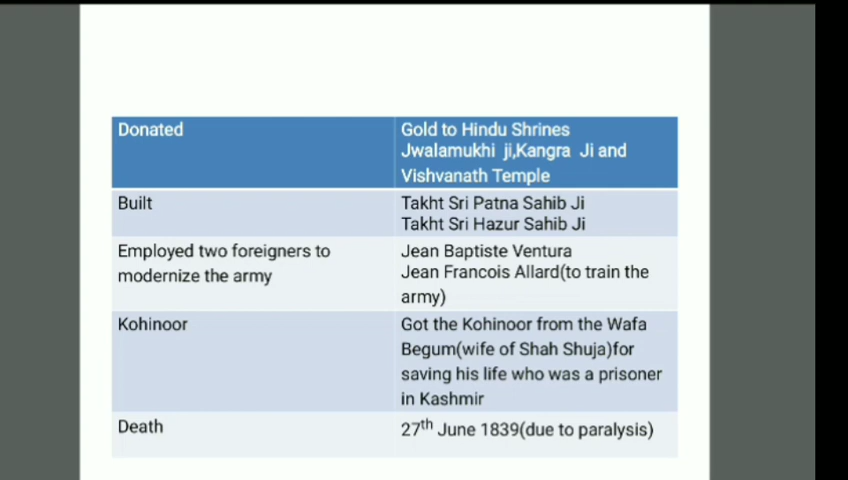 Donated
Gold to Hindu Shrines
Jwalamukhi ji,Kangra Ji and
Vishvanath Temple
Built
Takht Sri Patna Sahib Ji
Takht Sri Hazur Sahib Ji
Employed two foreigners to
modernize the army
Jean Baptiste Ventura
Jean Francois Allard(to train the
army)
Kohinoor
Got the Kohinoor from the Wafa
Begum(wife of Shah Shuja)for
saving his life who was a prisoner
in Kashmir
Death
27th June 1839(due to paralysis)